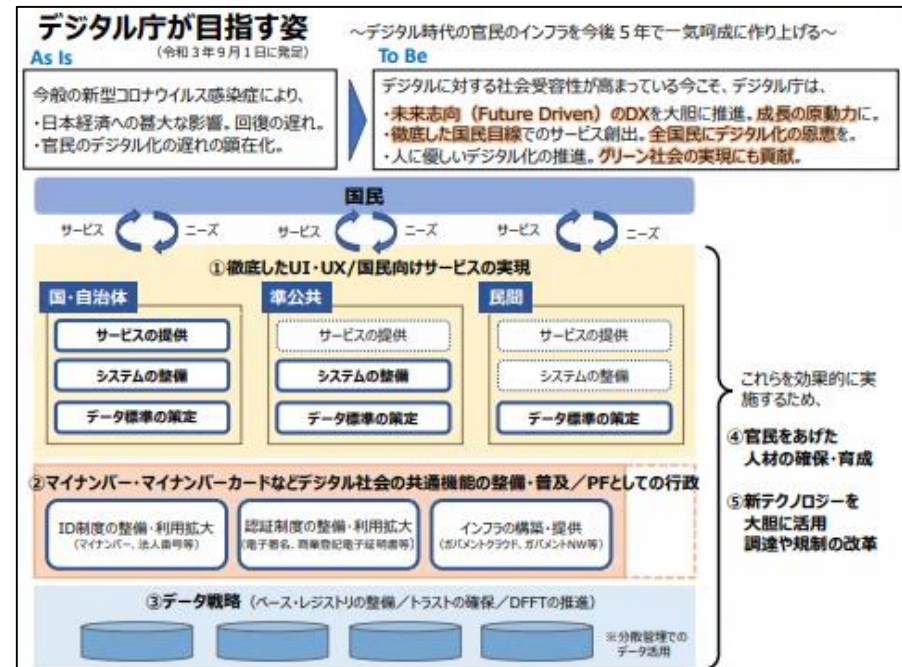 デジタル庁が目指す姿
(令和3年9月1日に発足)
～デジタル時代の官民のインフラを今後5年で一気呵成に作り上げる～
As Is
To Be
今般の新型コロナウイルス感染症により、
・日本経済への甚大な影響。回復の遅れ。
・官民のデジタル化の遅れの顕在化。
デジタルに対する社会受容性が高まっている今こそ、デジタル庁は、
・未来志向（Future Driven）のDXを大胆に推進。成長の原動力に。
・徹底した国民目線でのサービス創出。全国民にデジタル化の恩恵を。
・人に優しいデジタル化の推進。グリーン社会の実現にも貢献。
国民
サービス ニーズ サービス ニーズ サービス ニーズ
①徹底したUI・UX/国民向けサービスの実現
国・自治体
サービスの提供
システムの整備
データ標準の策定
準公共
サービスの提供
システムの整備
データ標準の策定
民間
サービスの提供
システムの整備
データ標準の策定
②マイナンバー・マイナンバーカードなどデジタル社会の共通機能の整備・普及／PFとしての行政
ID制度の整備・利用拡大
(マイナンバー、法人番号等)
認証制度の整備・利用拡大
(電子署名、商業登記電子証明書等)
インフラの構築・提供
(ガバメントクラウド、ガバメントNW等)
③データ戦略（ベース・レジストリの整備／トラストの確保／DFFTの推進）
※分散管理での
データ活用
これらを効果的に実
施するため、
④官民をあげた
人材の確保・育成
⑤新テクノロジーを
大胆に活用
調達や規制の改革